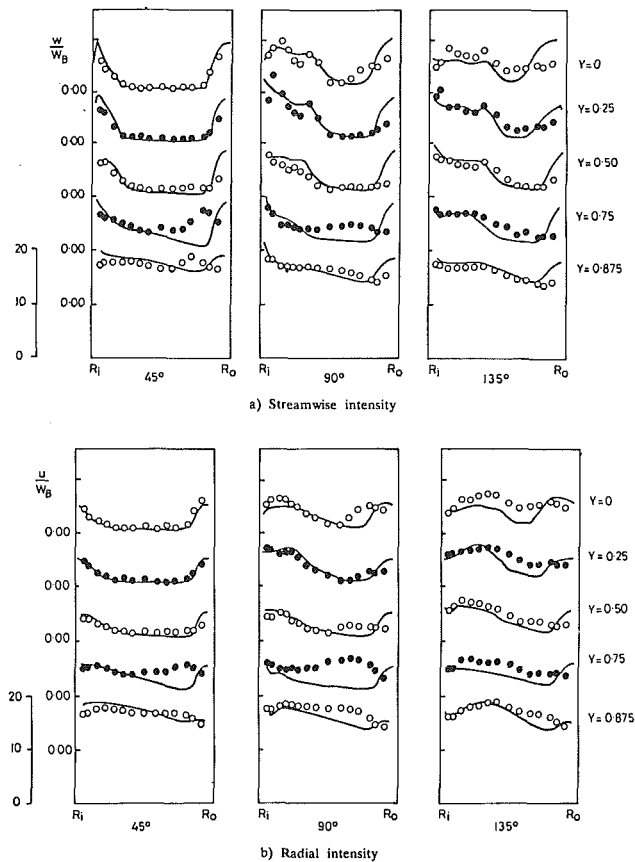 w
W_B
0·00
0·00
0·00
0·00
0·00
20
10
0
Y=0
Y=0·25
Y=0·50
Y=0·75
Y=0·875
R_i 45° R_o
90°
R_i 135° R_o
a) Streamwise intensity
u
W_B
0·00
0·00
0·00
0·00
0·00
20
10
0
Y=0
Y=0·25
Y=0·50
Y=0·75
Y=0·875
R_i 45° R_o
R_i 90° R_o
R_i 135° R_o
b) Radial intensity